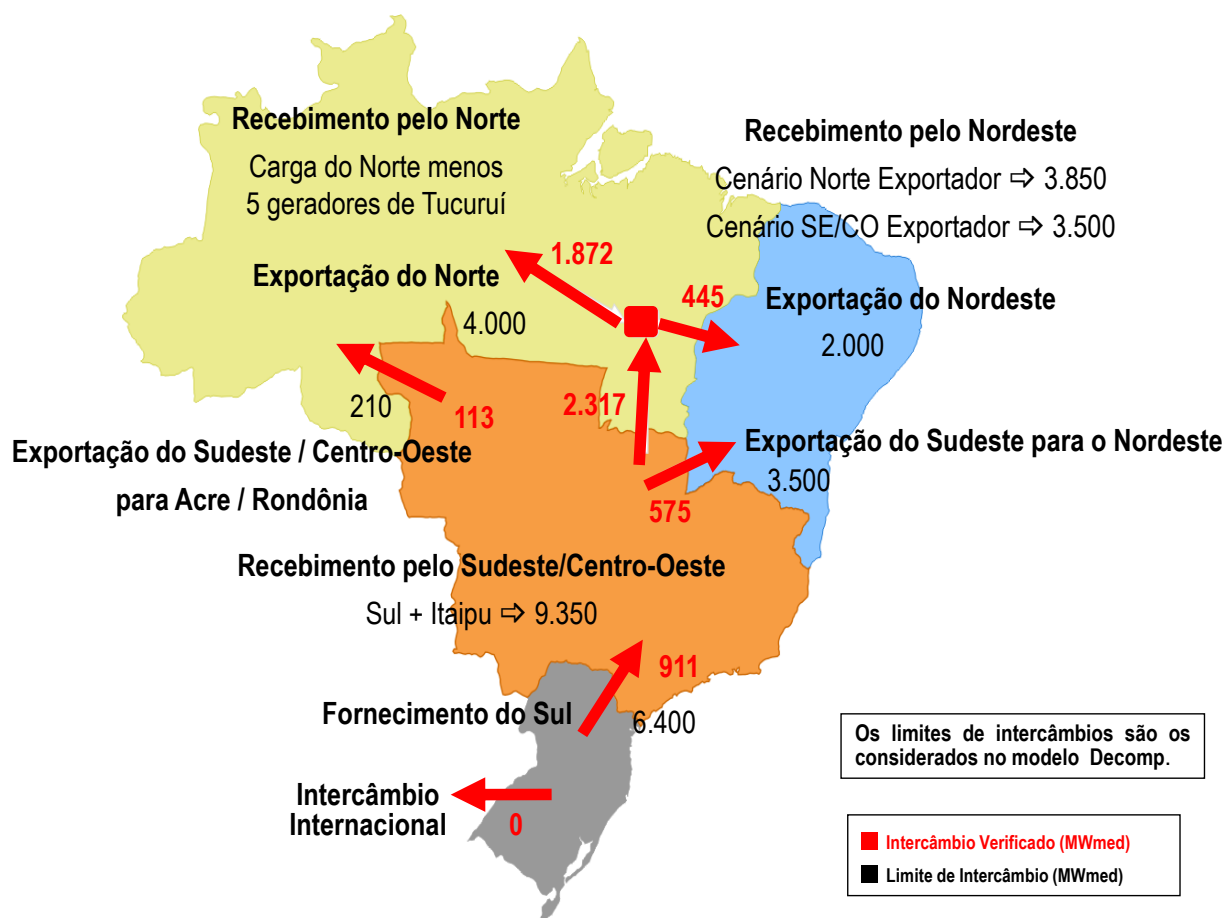 Recebimento pelo Norte
Carga do Norte menos
5 geradores de Tucuruí
Recebimento pelo Nordeste
Cenário Norte Exportador ⇨ 3.850
Cenário SE/CO Exportador ⇨ 3.500
1.872
Exportação do Norte
4.000
445
Exportação do Nordeste
2.000
210
113
2.317
Exportação do Sudeste / Centro-Oeste
para Acre / Rondônia
Exportação do Sudeste para o Nordeste
3.500
575
Recebimento pelo Sudeste/Centro-Oeste
Sul + Itaipu ⇨ 9.350
911
Fornecimento do Sul
6.400
Os limites de intercâmbios são os
considerados no modelo Decomp.
Intercâmbio
Internacional
0
Intercâmbio Verificado (MWmed)
Limite de Intercâmbio (MWmed)